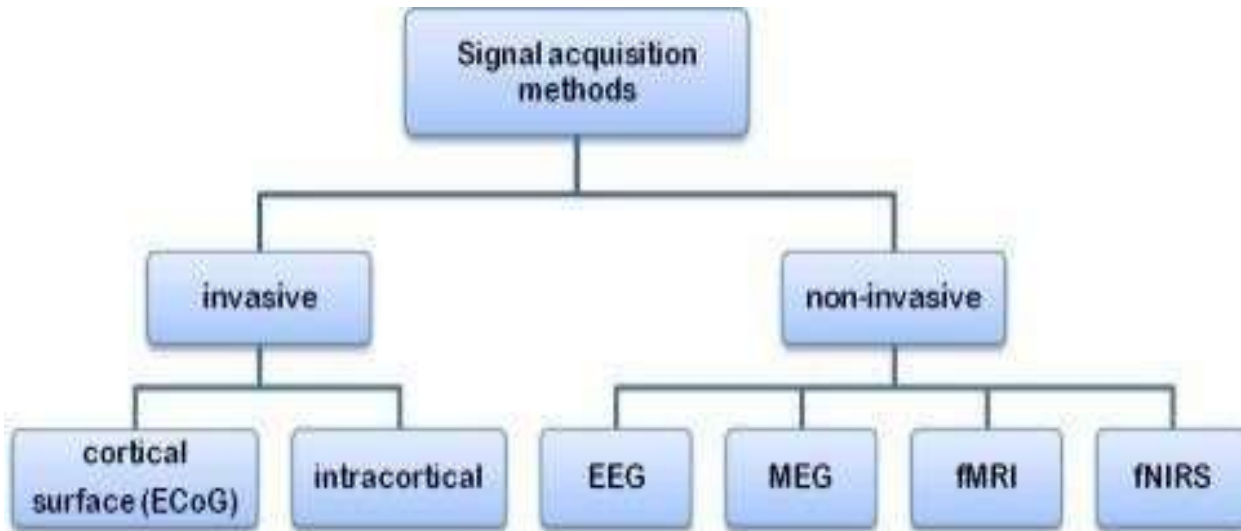 Signal acquisition
methods
invasive
non-invasive
cortical
surface (ECoG)
intracortical
EEG
MEG
fMRI
fNIRS